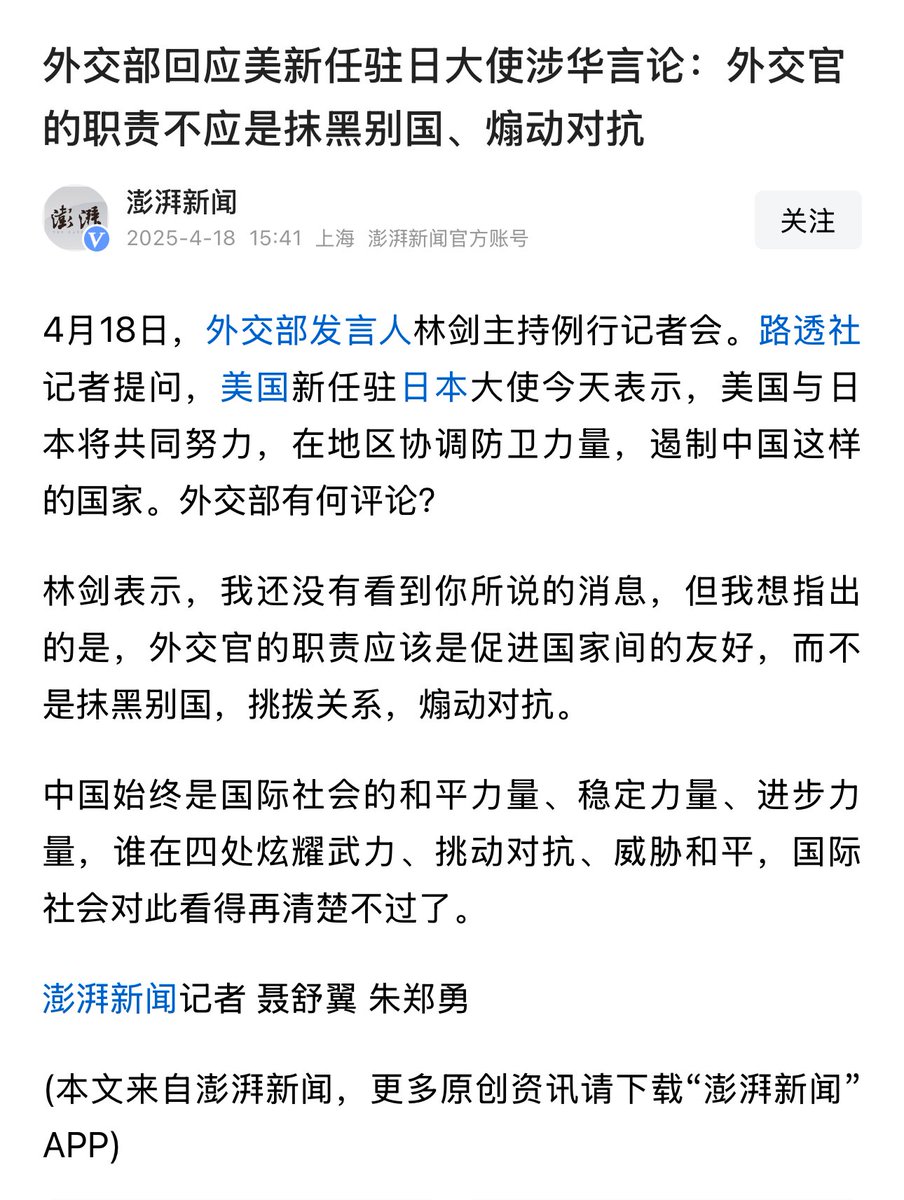 外交部回应美新任驻日大使涉华言论：外交官
的职责不应是抹黑别国、煽动对抗
澎湃
V
澎湃新闻
2025-4-18 15:41 上海 澎湃新闻官方账号
关注
4月18日，外交部发言人林剑主持例行记者会。路透社
记者提问，美国新任驻日本大使今天表示，美国与日
本将共同努力，在地区协调防卫力量，遏制中国这样
的国家。外交部有何评论？
林剑表示，我还没有看到你所说的消息，但我想指出
的是，外交官的职责应该是促进国家间的友好，而不
是抹黑别国，挑拨关系，煽动对抗。
中国始终是国际社会的和平力量、稳定力量、进步力
量，谁在四处炫耀武力、挑动对抗、威胁和平，国际
社会对此看得再清楚不过了。
澎湃新闻记者 聂舒翼 朱郑勇
(本文来自澎湃新闻，更多原创资讯请下载“澎湃新闻”
APP)